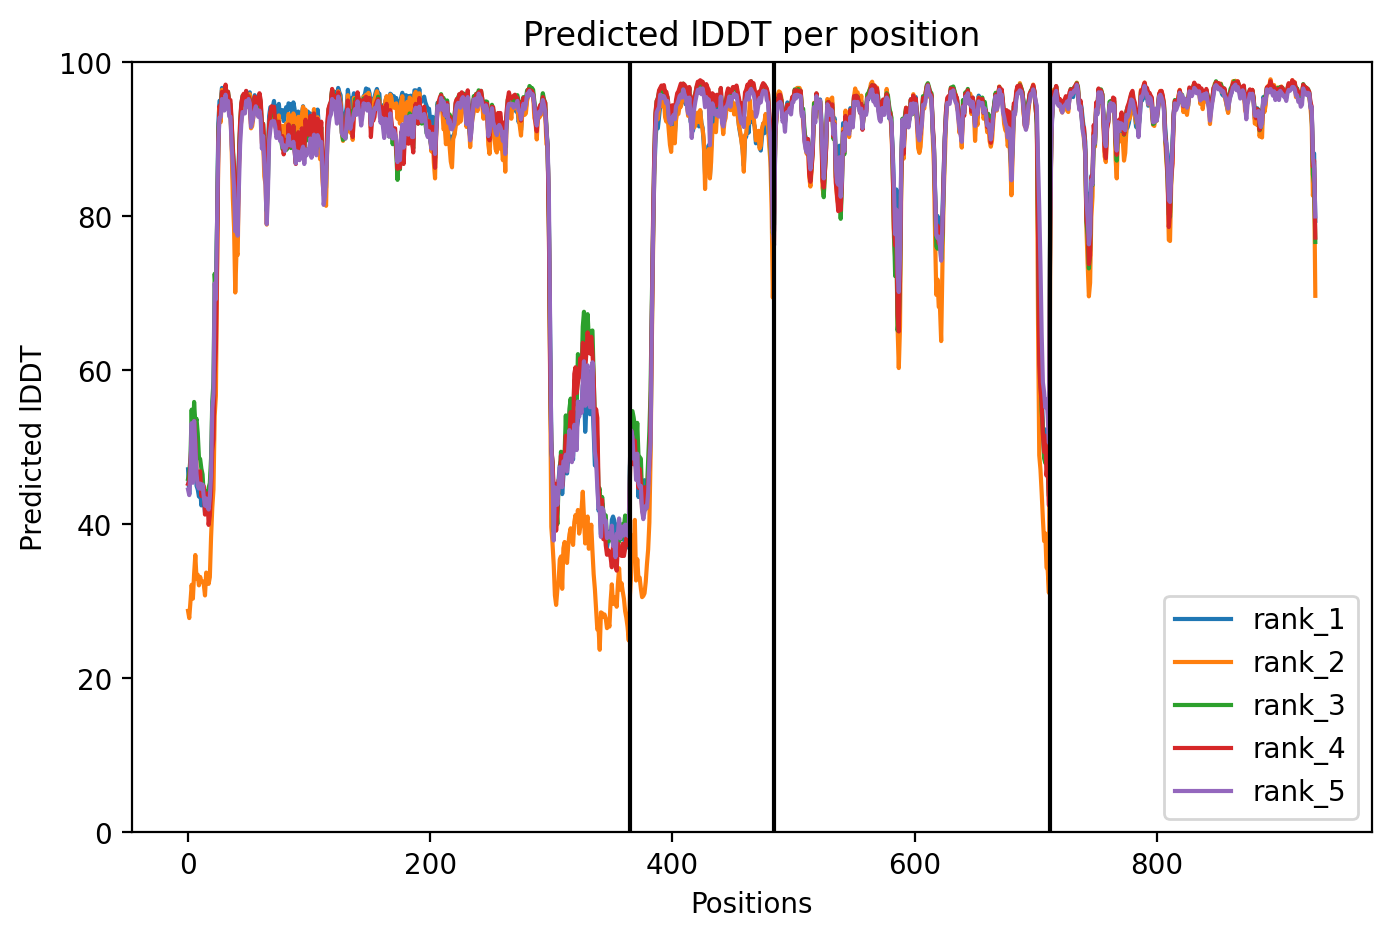 Predicted lDDT per position
Predicted lDDT
100
80
60
40
20
0
0 200 400 600 800
Positions
rank_1
rank_2
rank_3
rank_4
rank_5